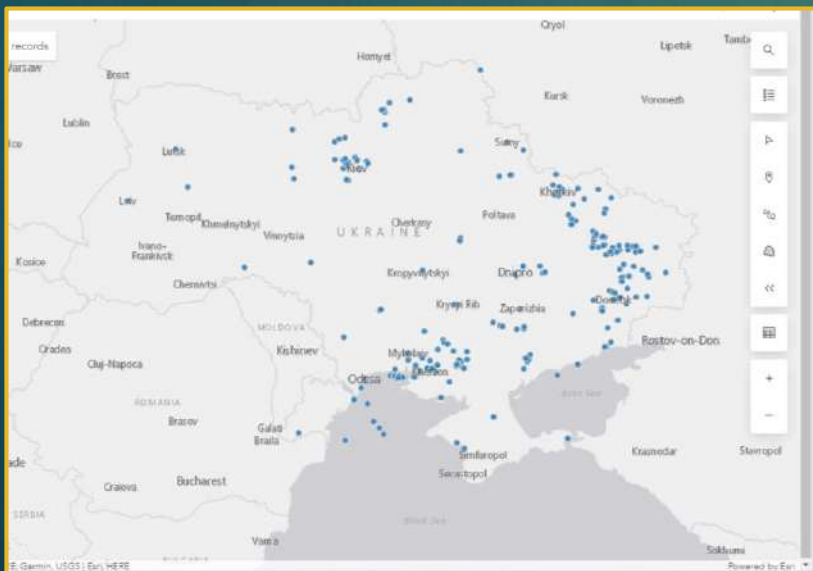 records
Cryol
Lipetsk
Homyel
Warsaw
Brest
Kursk
Voronezh
Lublin
Lutsk
Sumy
Kiev
Kharkiv
Lviv
Ternopil
Khmelnytskyi
Cherkasy
Poltava
Vinnytsia
UKRAINE
Ivano-
Frankivsk
Kosice
Kropyvnytskyi
Dnipro
Chernivtsi
Kryvyi Rih
Zaporizhia
Donetsk
Debrecen
MOLDOVA
Rostov-on-Don
Oradea
Kishinev
Mykolaiv
Cluj-Napoca
Kherson
Odesa
ROMANIA
Brasov
Galati
Braila
Krasnodar
Stavropol
Simferopol
Sevastopol
Craiova
Bucharest
SERBIA
Varna
Sokhumi
Garmin, USGS | Esri, HERE
Powered by Esri